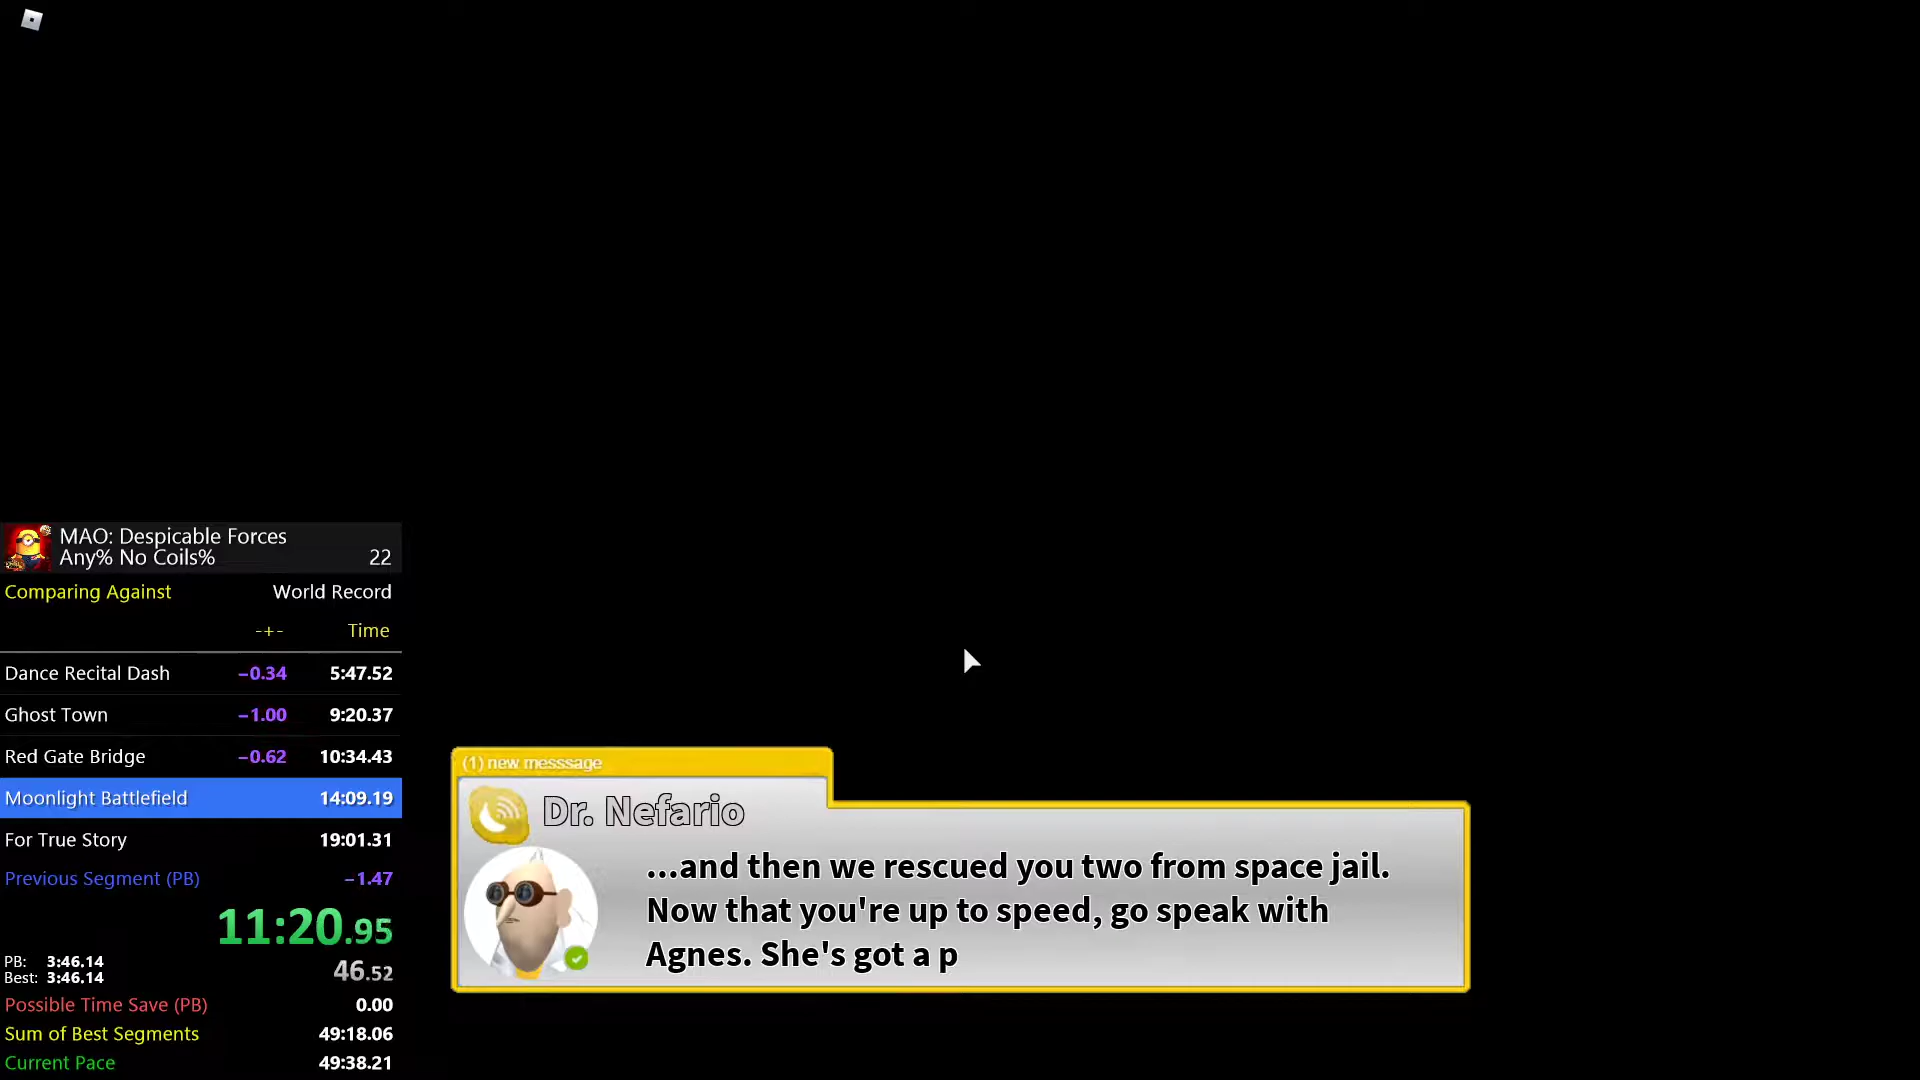 MAO: Despicable Forces
Any% No Coils% 22
Comparing Against World Record
-+- Time
Dance Recital Dash −0.34 5:47.52
Ghost Town −1.00 9:20.37
Red Gate Bridge −0.62 10:34.43
Moonlight Battlefield 14:09.19
For True Story 19:01.31
Previous Segment (PB) −1.47
11:20.95
PB: 3:46.14
Best: 3:46.14
46.52
Possible Time Save (PB) 0.00
Sum of Best Segments 49:18.06
Current Pace 49:38.21
(1) new messsage
Dr. Nefario
...and then we rescued you two from space jail.
Now that you're up to speed, go speak with
Agnes. She's got a p